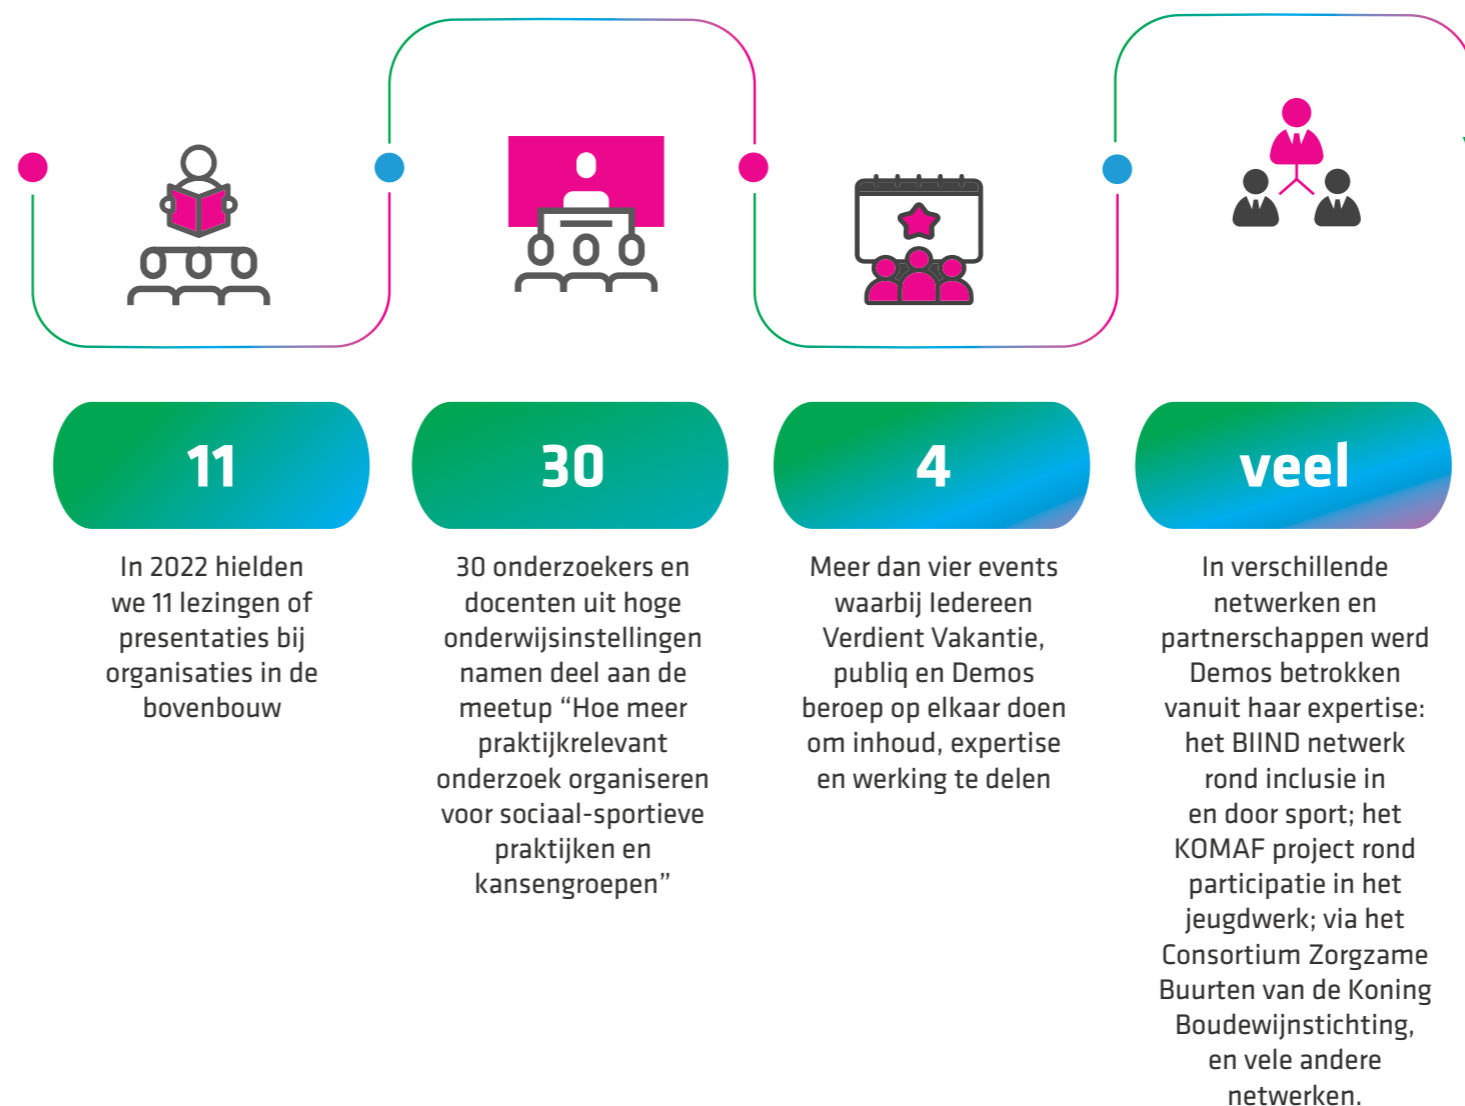 11
In 2022 hielden
we 11 lezingen of
presentaties bij
organisaties in de
bovenbouw
30
30 onderzoekers en
docenten uit hoge
onderwijsinstellingen
namen deel aan de
meetup “Hoe meer
praktijkrelevant
onderzoek organiseren
voor sociaal-sportieve
praktijken en
kansengroepen”
4
Meer dan vier events
waarbij Iedereen
Verdient Vakantie,
publiq en Demos
beroep op elkaar doen
om inhoud, expertise
en werking te delen
veel
In verschillende
netwerken en
partnerschappen werd
Demos betrokken
vanuit haar expertise:
het BIIND netwerk
rond inclusie in
en door sport; het
KOMAF project rond
participatie in het
jeugdwerk; via het
Consortium Zorgzame
Buurten van de Koning
Boudewijnstichting,
en vele andere
netwerken.